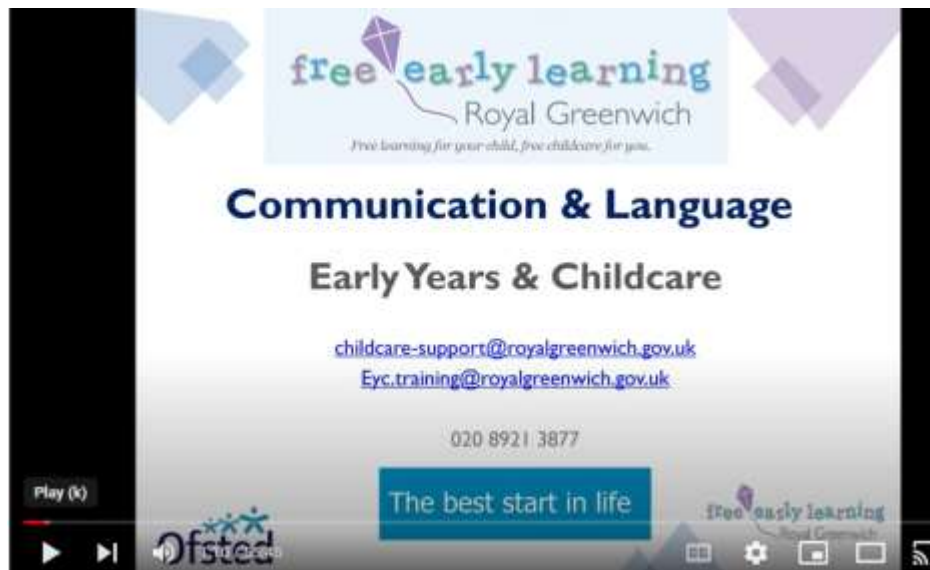 free early learning
Royal Greenwich
Free learning for your child, free childcare for you.
Communication & Language
Early Years & Childcare
childcare-support@royalgreenwich.gov.uk
Eyc.training@royalgreenwich.gov.uk
020 8921 3877
The best start in life
Play (k)
free early learning
Royal Greenwich
Ofsted